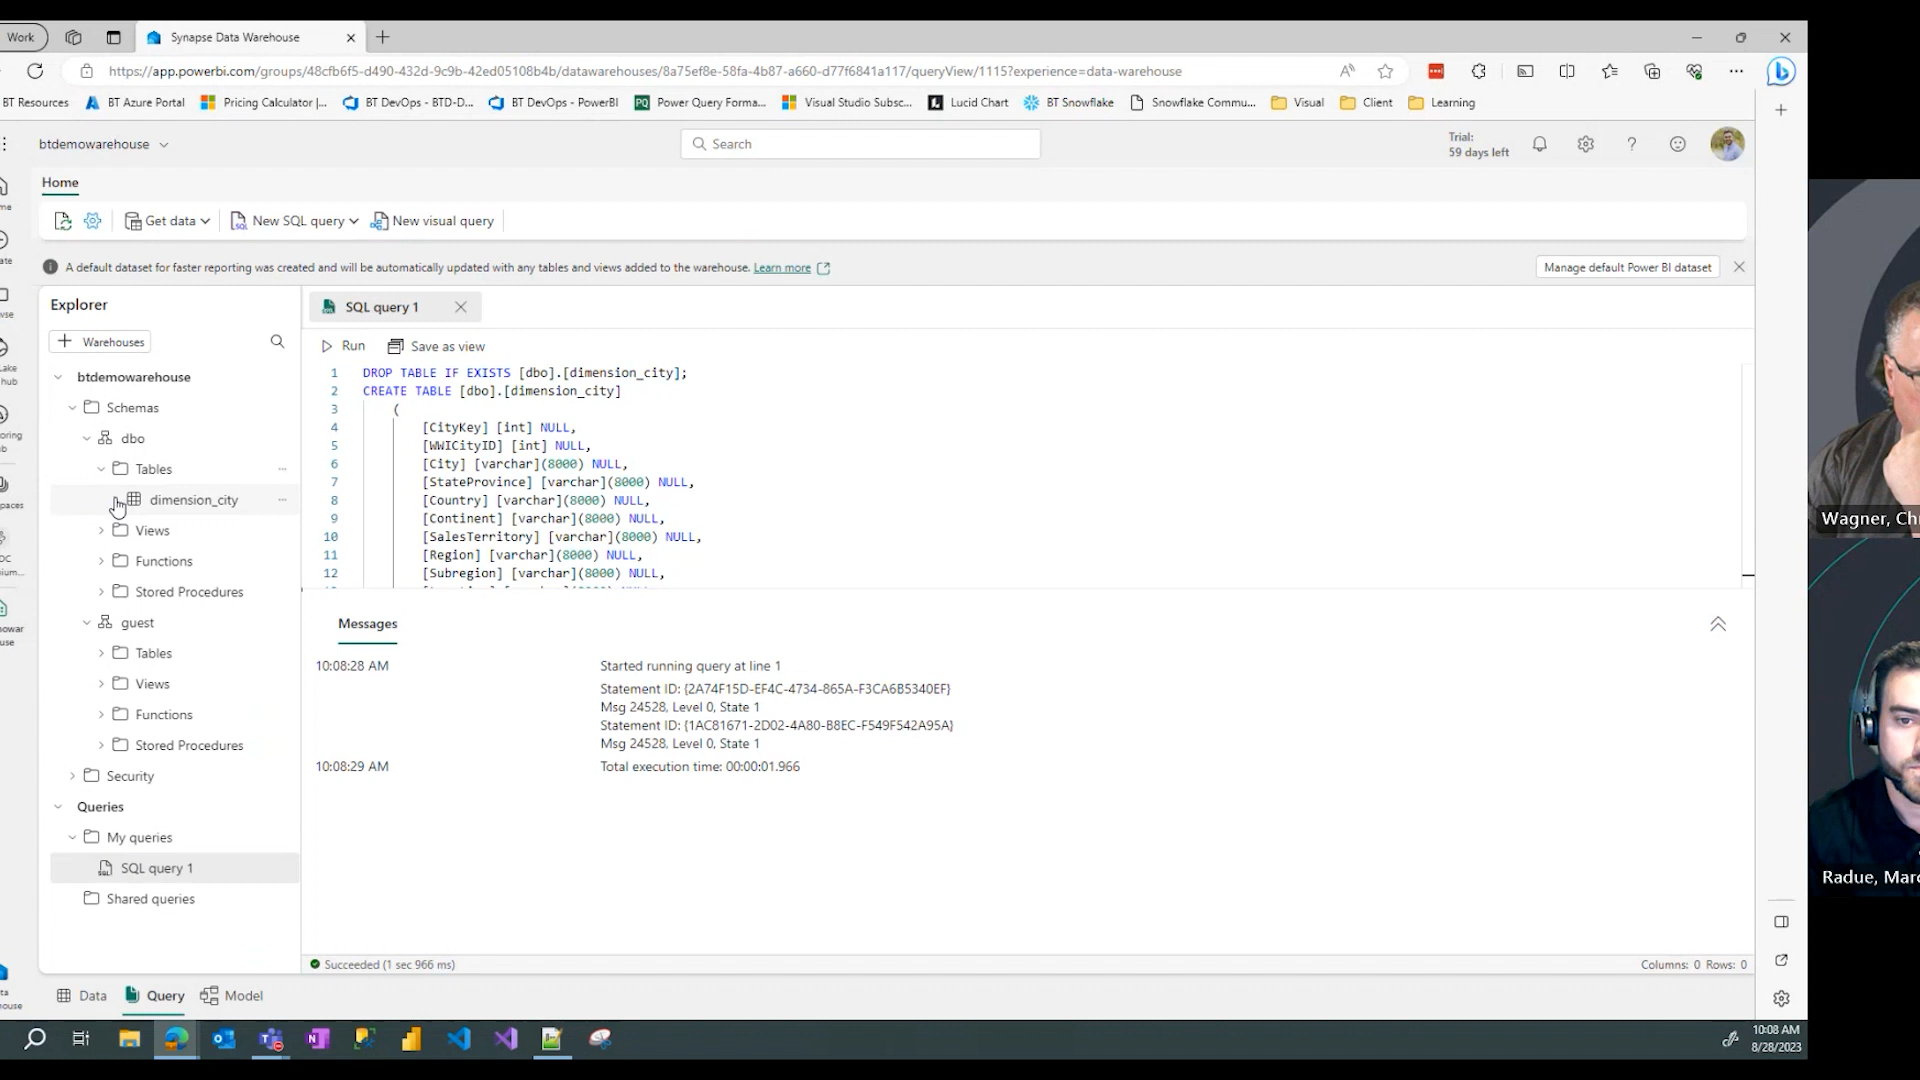 Work
Synapse Data Warehouse
https://app.powerbi.com/groups/48cfb6f5-d490-432d-9c9b-42ed05108b4b/datawarehouses/8a75ef8e-58fa-4b87-a660-d77f6841a117/queryView/1115?experience=data-warehouse
BT Resources
BT Azure Portal
Pricing Calculator |...
BT DevOps - BTD-D...
BT DevOps - PowerBI
Power Query Forma...
Visual Studio Subsc...
Lucid Chart
BT Snowflake
Snowflake Commu...
Visual
Client
Learning
btdemowarehouse
Search
Trial:
59 days left
Home
Get data
New SQL query
New visual query
A default dataset for faster reporting was created and will be automatically updated with any tables and views added to the warehouse. Learn more
Manage default Power BI dataset
Explorer
+ Warehouses
btdemowarehouse
Schemas
dbo
Tables
dimension_city
Views
Functions
Stored Procedures
guest
Tables
Views
Functions
Stored Procedures
Security
Queries
My queries
SQL query 1
Shared queries
SQL query 1
Run
Save as view
1 DROP TABLE IF EXISTS [dbo].[dimension_city];
2 CREATE TABLE [dbo].[dimension_city]
3 (
4 [CityKey] [int] NULL,
5 [WWICityID] [int] NULL,
6 [City] [varchar](8000) NULL,
7 [StateProvince] [varchar](8000) NULL,
8 [Country] [varchar](8000) NULL,
9 [Continent] [varchar](8000) NULL,
10 [SalesTerritory] [varchar](8000) NULL,
11 [Region] [varchar](8000) NULL,
12 [Subregion] [varchar](8000) NULL,
Messages
10:08:28 AM Started running query at line 1
Statement ID: {2A74F15D-EF4C-4734-865A-F3CA6B5340EF}
Msg 24528, Level 0, State 1
Statement ID: {1AC81671-2D02-4A80-B8EC-F549F542A95A}
Msg 24528, Level 0, State 1
10:08:29 AM Total execution time: 00:00:01.966
Succeeded (1 sec 966 ms)
Columns: 0 Rows: 0
Data
Query
Model
Wagner, Ch
Radue, Marc
10:08 AM
8/28/2023